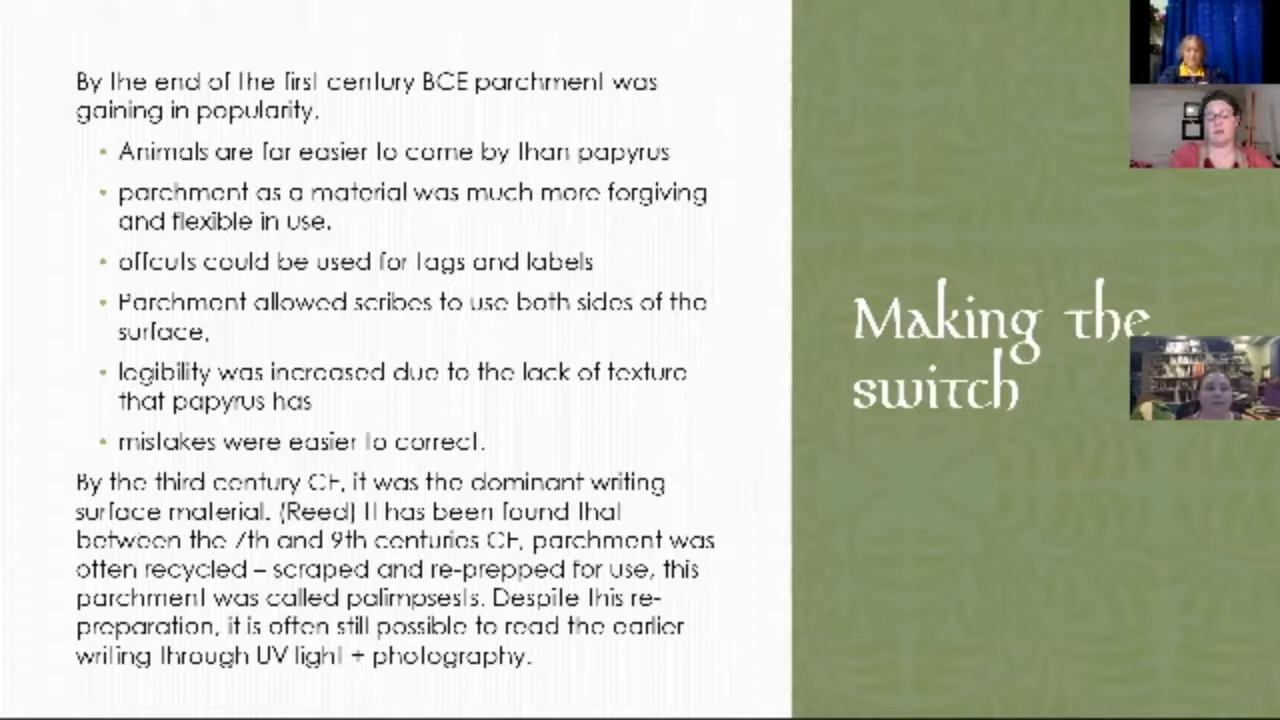 By the end of the first century BCE parchment was
gaining in popularity.
Animals are far easier to come by than papyrus
parchment as a material was much more forgiving
and flexible in use.
offcuts could be used for tags and labels
Parchment allowed scribes to use both sides of the
surface,
legibility was increased due to the lack of texture
that papyrus has
mistakes were easier to correct.
By the third century CE, it was the dominant writing
surface material. (Reed) It has been found that
between the 7th and 9th centuries CE, parchment was
often recycled – scraped and re-prepped for use, this
parchment was called palimpsests. Despite this re-
preparation, it is often still possible to read the earlier
writing through UV light + photography.
Making the
switch